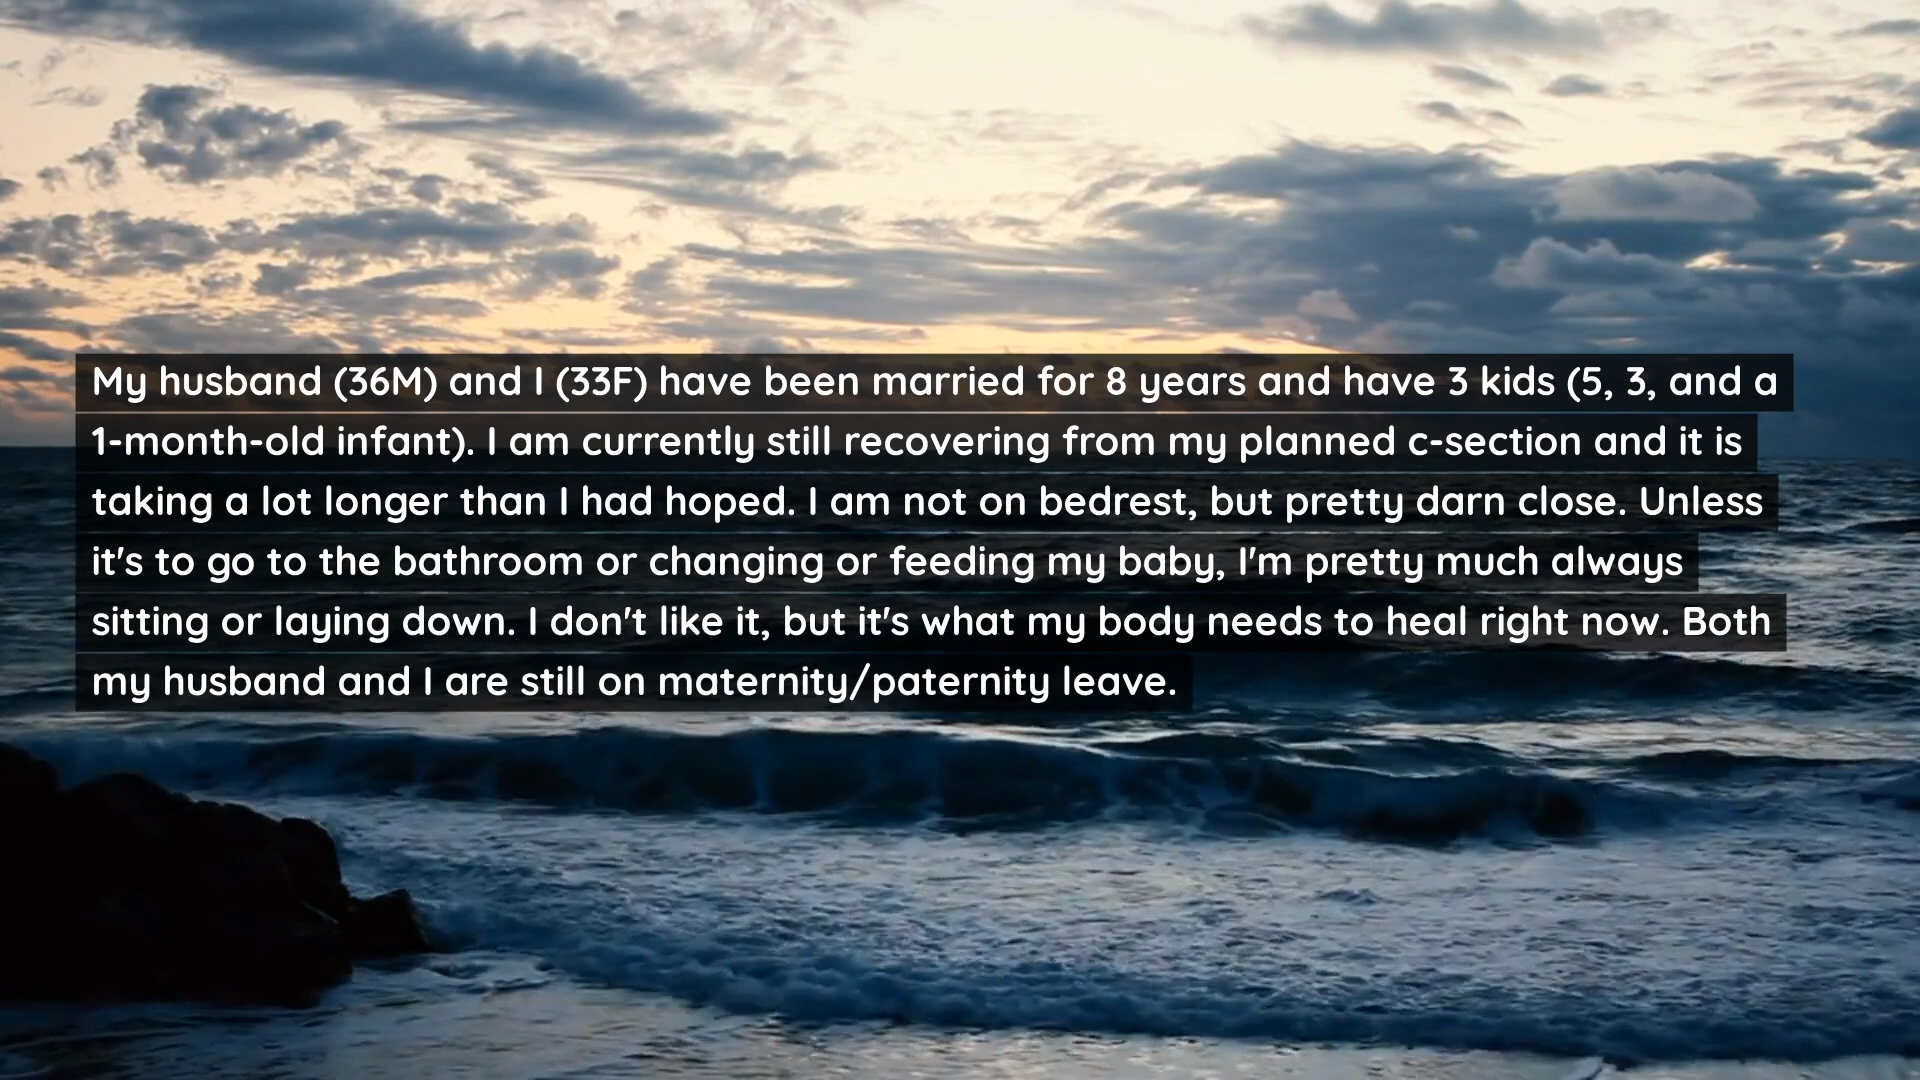 My husband (36M) and I (33F) have been married for 8 years and have 3 kids (5, 3, and a
1-month-old infant). I am currently still recovering from my planned c-section and it is
taking a lot longer than I had hoped. I am not on bedrest, but pretty darn close. Unless
it's to go to the bathroom or changing or feeding my baby, I'm pretty much always
sitting or laying down. I don't like it, but it's what my body needs to heal right now. Both
my husband and I are still on maternity/paternity leave.